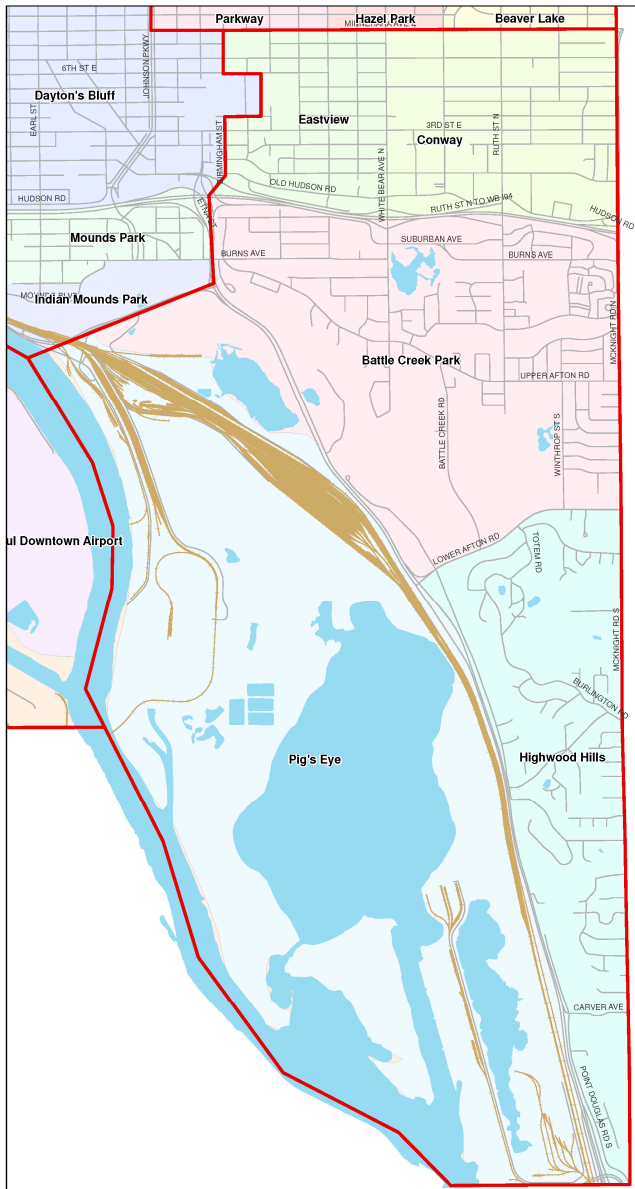 Parkway
Hazel Park
Beaver Lake
6TH ST E
JOHNSON PKWY
Dayton's Bluff
EARL ST
Eastview
3RD ST E
RUTH ST N
Conway
WHITE BEAR AVE N
OLD HUDSON RD
HUDSON RD
ETNA ST
RUTH ST N TO WB I94
HUDSON RD
Mounds Park
SUBURBAN AVE
BURNS AVE
BURNS AVE
Indian Mounds Park
MCKNIGHT RD N
Battle Creek Park
UPPER AFTON RD
BATTLE CREEK RD
WINTHROP ST S
ul Downtown Airport
LOWER AFTON RD
TOTEM RD
MCKNIGHT RD S
BURLINGTON RD
Pig's Eye
Highwood Hills
CARVER AVE
POINT DOUGLAS RD S